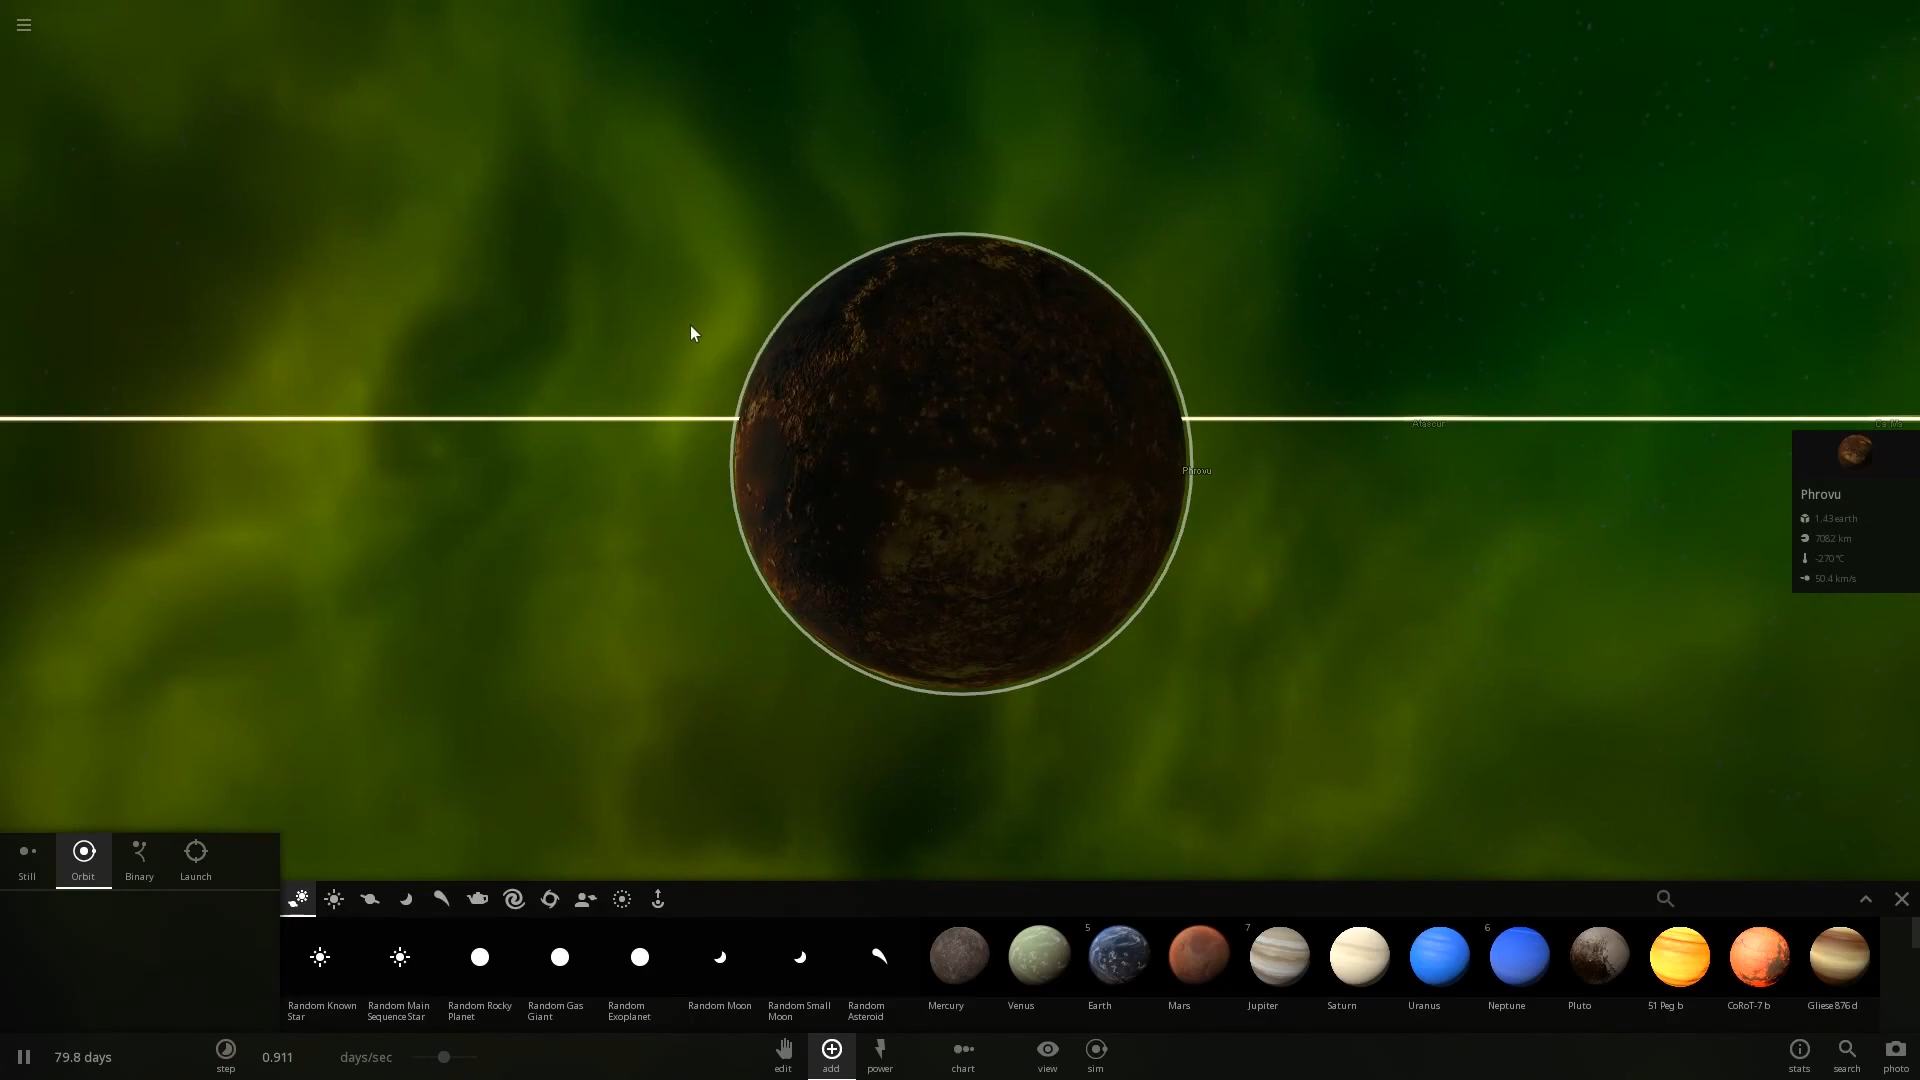 Atascur
Phrovu
Phrovu
1.43 earth
7082 km
-270 °C
50.4 km/s
Still
Orbit
Binary
Launch
5
7
6
Random Known
Star
Random Main
Sequence Star
Random Rocky
Planet
Random Gas
Giant
Random
Exoplanet
Random Moon
Random Small
Moon
Random
Asteroid
Mercury
Venus
Earth
Mars
Jupiter
Saturn
Uranus
Neptune
Pluto
51 Peg b
CoRoT-7 b
Gliese 876 d
79.8 days
step
0.911
days/sec
edit
add
power
chart
view
sim
stats
search
photo